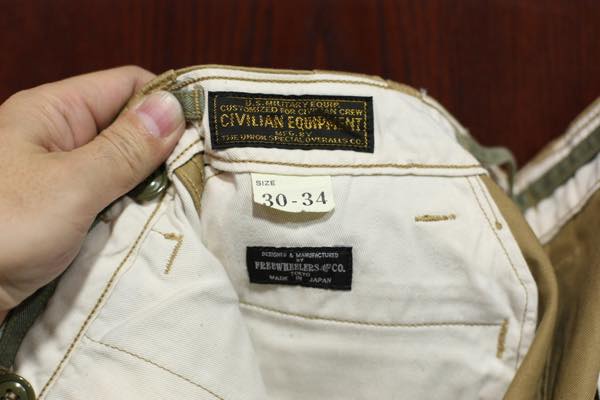 U.S. MILITARY EQUIP.
CUSTOMIZED FOR CIVILIAN CREW
CIVILIAN EQUIPMENT
MFG. BY
THE UNION SPECIAL OVERALLS CO.
SIZE
30-34
DESIGNED & MANUFACTURED
BY
FREEWHEELERS & CO.
TOKYO
MADE IN JAPAN